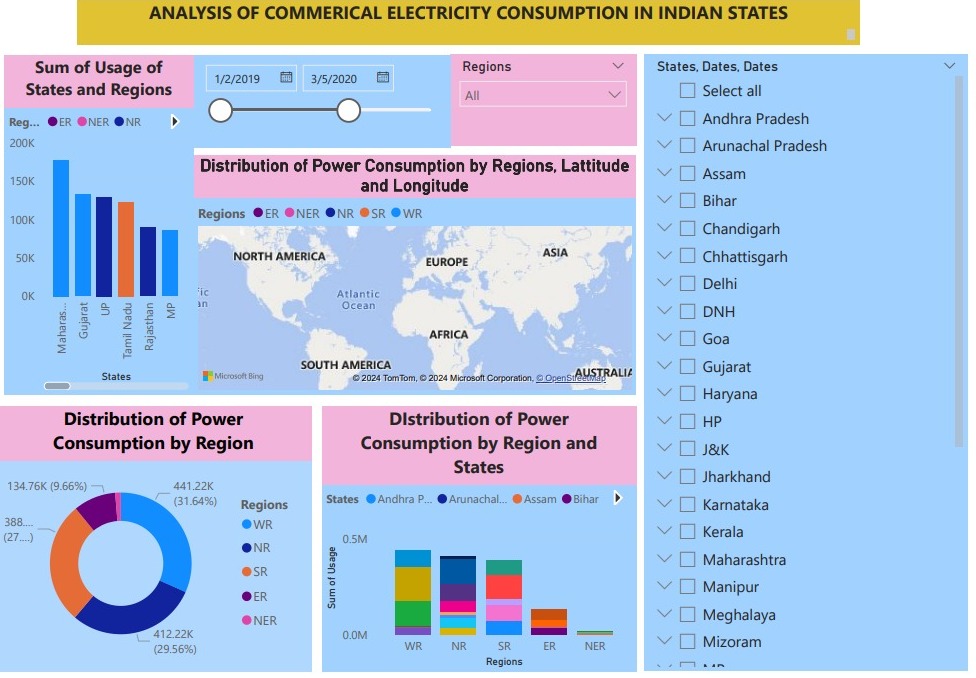 ANALYSIS OF COMMERICAL ELECTRICITY CONSUMPTION IN INDIAN STATES
Sum of Usage of
States and Regions
Reg... ER NER NR
200K
150K
100K
50K
0K
Maharas...
Gujarat
UP
Tamil Nadu
Rajasthan
MP
States
1/2/2019 3/5/2020
Regions
All
Distribution of Power Consumption by Regions, Lattitude
and Longitude
Regions ER NER NR SR WR
NORTH AMERICA
EUROPE
ASIA
fic
an
Atlantic
Ocean
AFRICA
SOUTH AMERICA
AUSTRALIA
Microsoft Bing
© 2024 TomTom, © 2024 Microsoft Corporation, © OpenStreetMap
States, Dates, Dates
Select all
Andhra Pradesh
Arunachal Pradesh
Assam
Bihar
Chandigarh
Chhattisgarh
Delhi
DNH
Goa
Gujarat
Haryana
HP
J&K
Jharkhand
Karnataka
Kerala
Maharashtra
Manipur
Meghalaya
Mizoram
MP
Distribution of Power
Consumption by Region
134.76K (9.66%)
441.22K
(31.64%)
388....
(27....)
412.22K
(29.56%)
Regions
WR
NR
SR
ER
NER
DIstribution of Power
Consumption by Region and
States
States Andhra P... Arunachal... Assam Bihar
0.5M
0.0M
Sum of Usage
WR NR SR ER NER
Regions